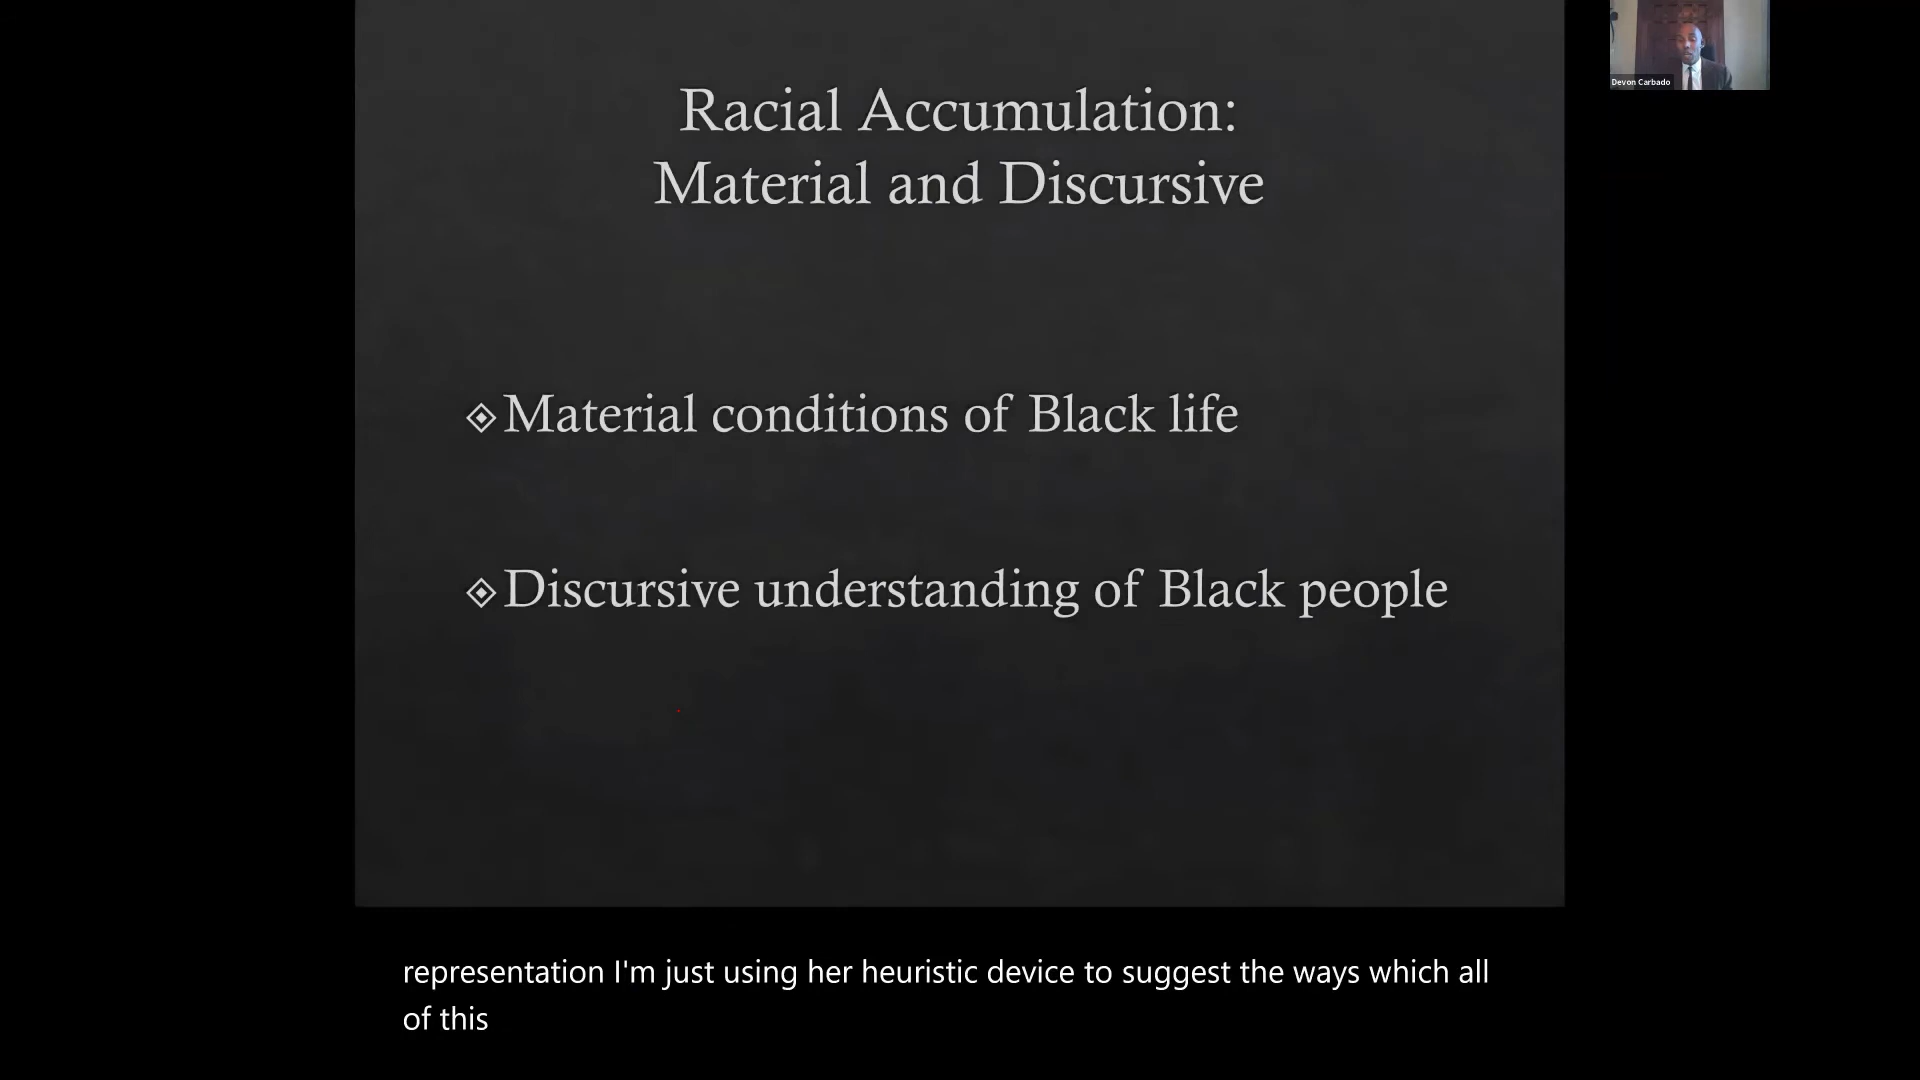 Racial Accumulation:
Material and Discursive
Material conditions of Black life
Discursive understanding of Black people
Devon Carbado
representation I'm just using her heuristic device to suggest the ways which all
of this